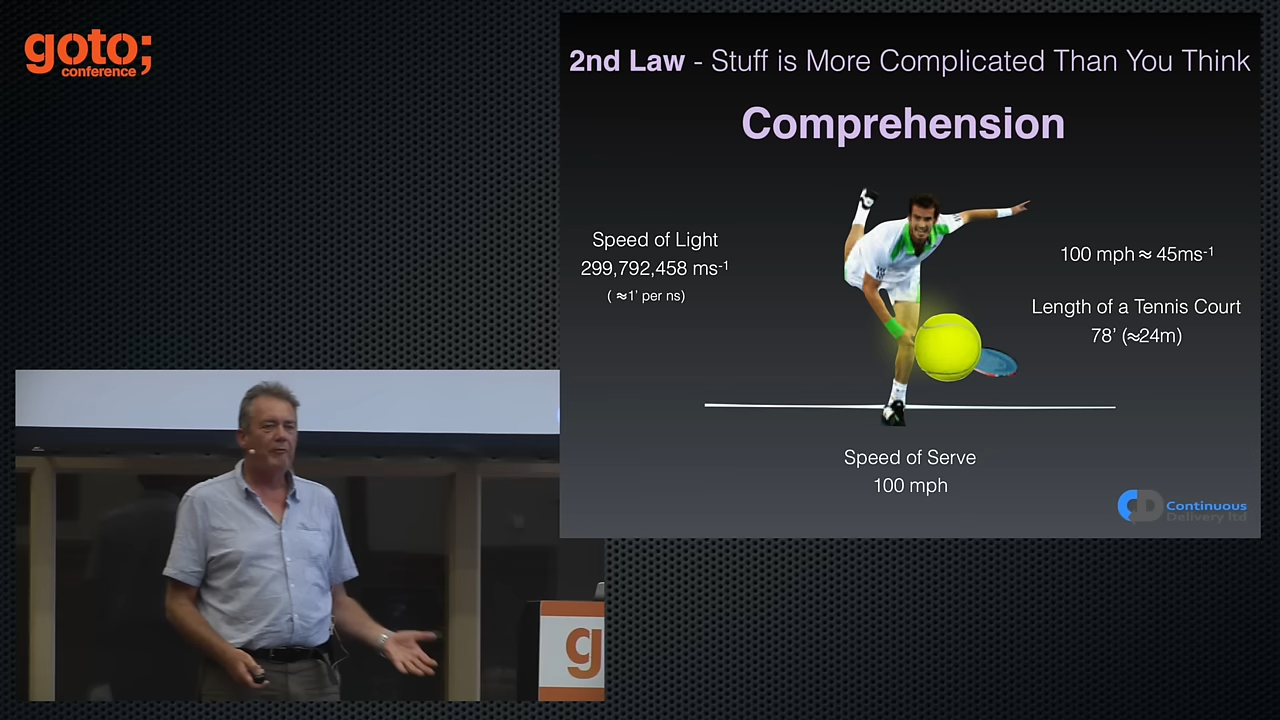 goto;
conference
2nd Law - Stuff is More Complicated Than You Think
Comprehension
Speed of Light
299,792,458 ms-1
( ≈1' per ns)
100 mph ≈ 45ms-1
Length of a Tennis Court
78' (≈24m)
Speed of Serve
100 mph
CD Continuous
Delivery ltd
g